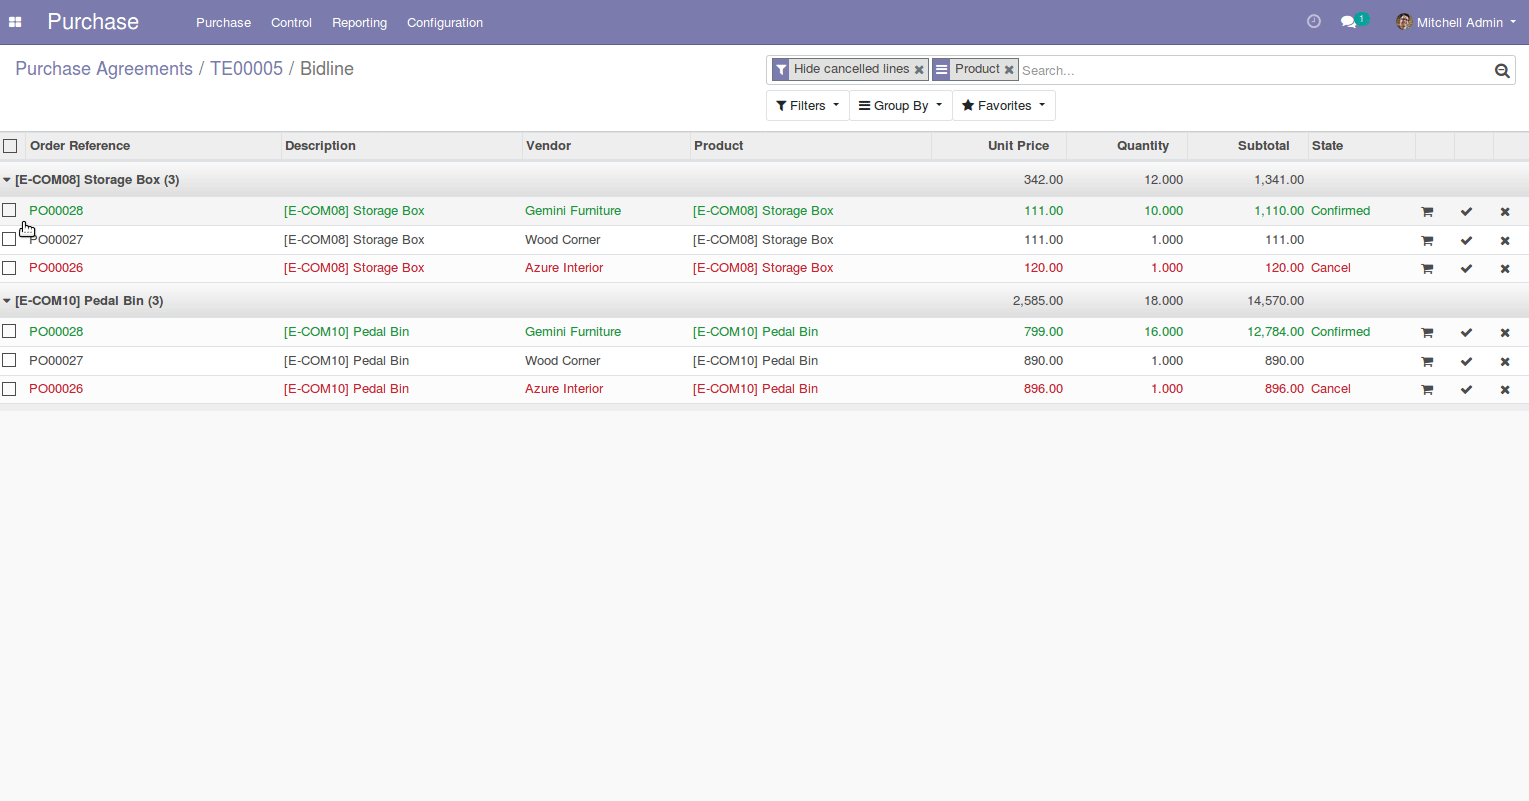 Purchase Purchase Control Reporting Configuration 1 Mitchell Admin
Purchase Agreements / TE00005 / Bidline
Hide cancelled lines Product Search...
Filters Group By Favorites
Order Reference Description Vendor Product Unit Price Quantity Subtotal State
[E-COM08] Storage Box (3) 342.00 12.000 1,341.00
PO00028 [E-COM08] Storage Box Gemini Furniture [E-COM08] Storage Box 111.00 10.000 1,110.00 Confirmed
PO00027 [E-COM08] Storage Box Wood Corner [E-COM08] Storage Box 111.00 1.000 111.00
PO00026 [E-COM08] Storage Box Azure Interior [E-COM08] Storage Box 120.00 1.000 120.00 Cancel
[E-COM10] Pedal Bin (3) 2,585.00 18.000 14,570.00
PO00028 [E-COM10] Pedal Bin Gemini Furniture [E-COM10] Pedal Bin 799.00 16.000 12,784.00 Confirmed
PO00027 [E-COM10] Pedal Bin Wood Corner [E-COM10] Pedal Bin 890.00 1.000 890.00
PO00026 [E-COM10] Pedal Bin Azure Interior [E-COM10] Pedal Bin 896.00 1.000 896.00 Cancel